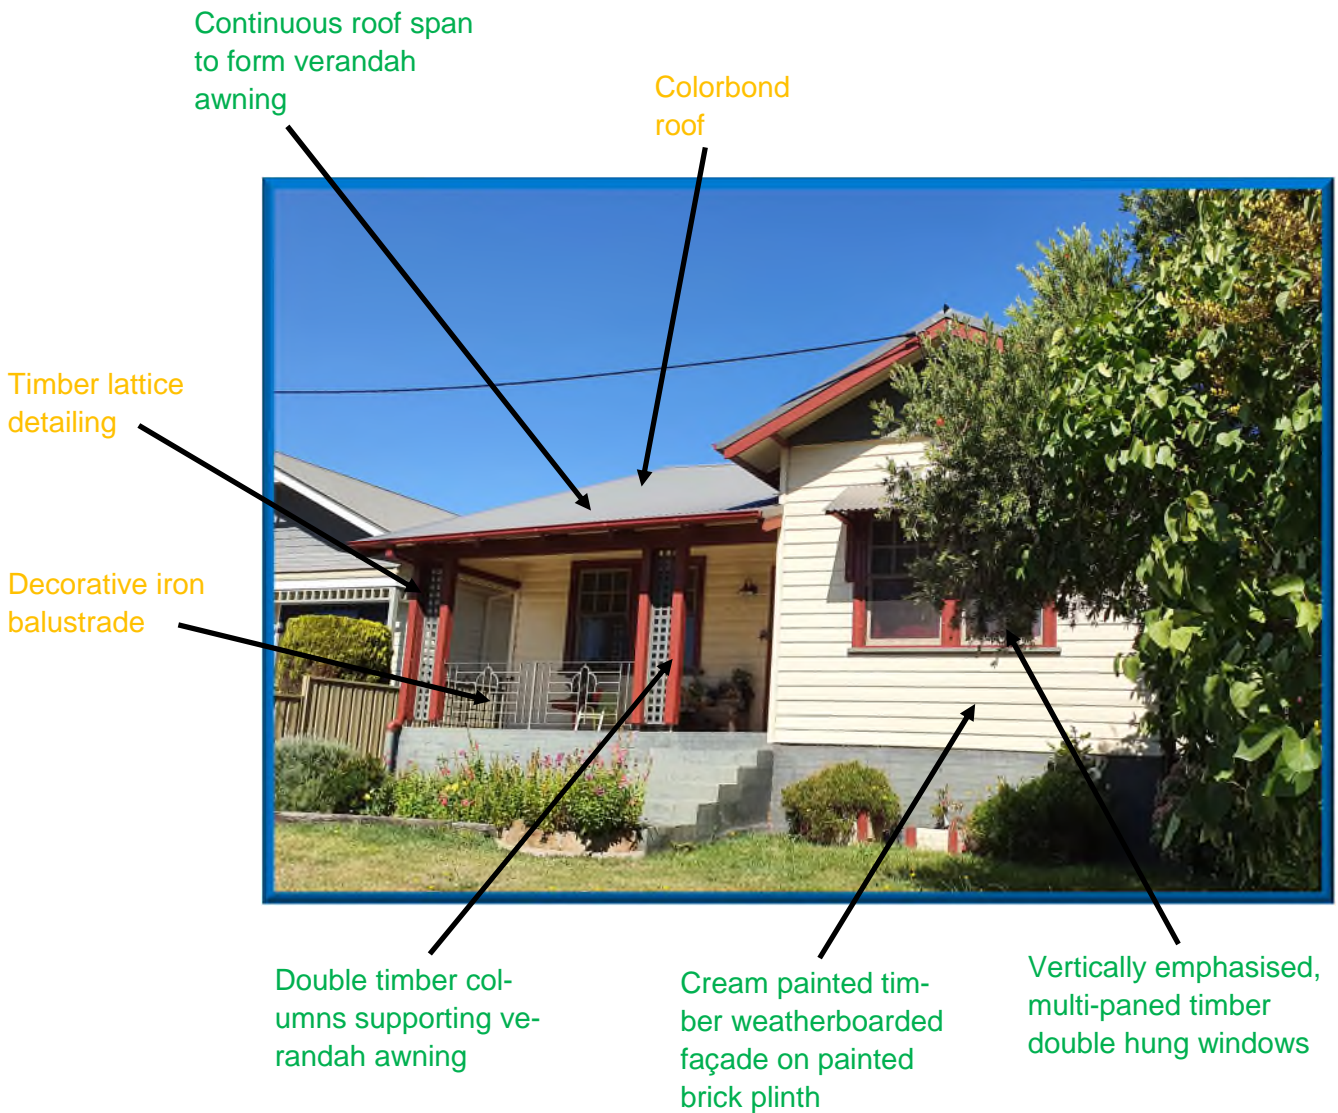 Continuous roof span
to form verandah
awning
Colorbond
roof
Timber lattice
detailing
Decorative iron
balustrade
Double timber col-
umns supporting ve-
randah awning
Cream painted tim-
ber weatherboarded
façade on painted
brick plinth
Vertically emphasised,
multi-paned timber
double hung windows